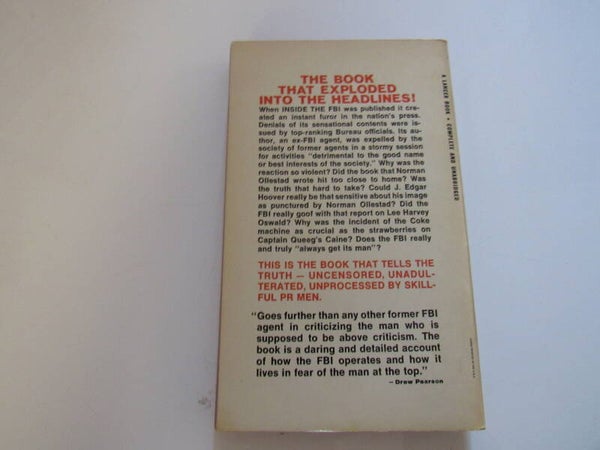 THE BOOK
THAT EXPLODED
INTO THE HEADLINES!
When INSIDE THE FBI was published it cre-
ated an instant furor in the nation's press.
Denials of its sensational contents were is-
sued by top-ranking Bureau officials. Its au-
thor, an ex-FBI agent, was expelled by the
society of former agents in a stormy session
for activities "detrimental to the good name
or best interests of the society." Why was the
reaction so violent? Did the book that Norman
Ollestad wrote hit too close to home? Was
the truth that hard to take? Could J. Edgar
Hoover really be that sensitive about his image
as punctured by Norman Ollestad? Did the
FBI really goof with that report on Lee Harvey
Oswald? Why was the incident of the Coke
machine as crucial as the strawberries on
Captain Queeg's Caine? Does the FBI really
and truly "always get its man"?
THIS IS THE BOOK THAT TELLS THE
TRUTH — UNCENSORED, UNADUL-
TERATED, UNPROCESSED BY SKILL-
FUL PR MEN.
"Goes further than any other former FBI
agent in criticizing the man who is
supposed to be above criticism. The
book is a daring and detailed account
of how the FBI operates and how it
lives in fear of the man at the top."
— Drew Pearson
A LANCER BOOK • COMPLETE AND UNABRIDGED